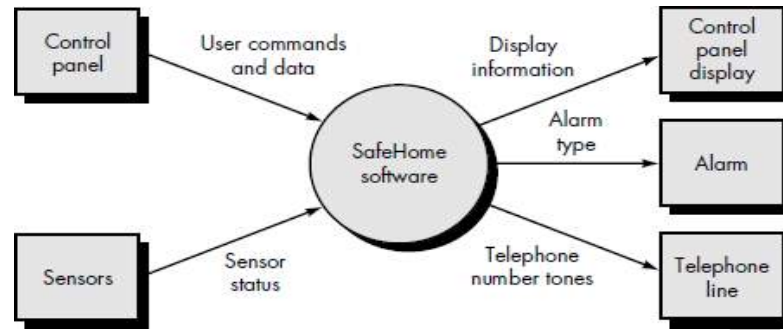 Control
panel
User commands
and data
Display
information
Control
panel
display
SafeHome
software
Alarm
type
Alarm
Sensors
Sensor
status
Telephone
number tones
Telephone
line